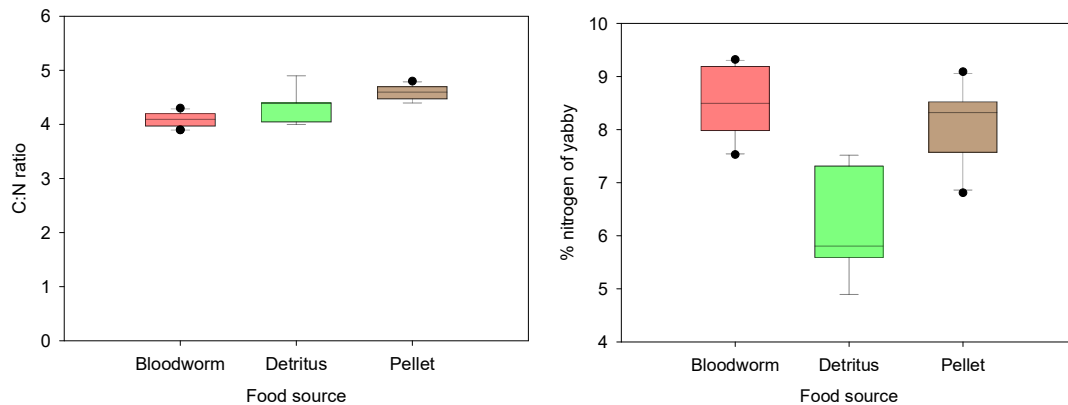 C:N ratio
6
5
4
3
2
1
0
Bloodworm Detritus Pellet
Food source
% nitrogen of yabby
10
9
8
7
6
5
4
Bloodworm Detritus Pellet
Food source